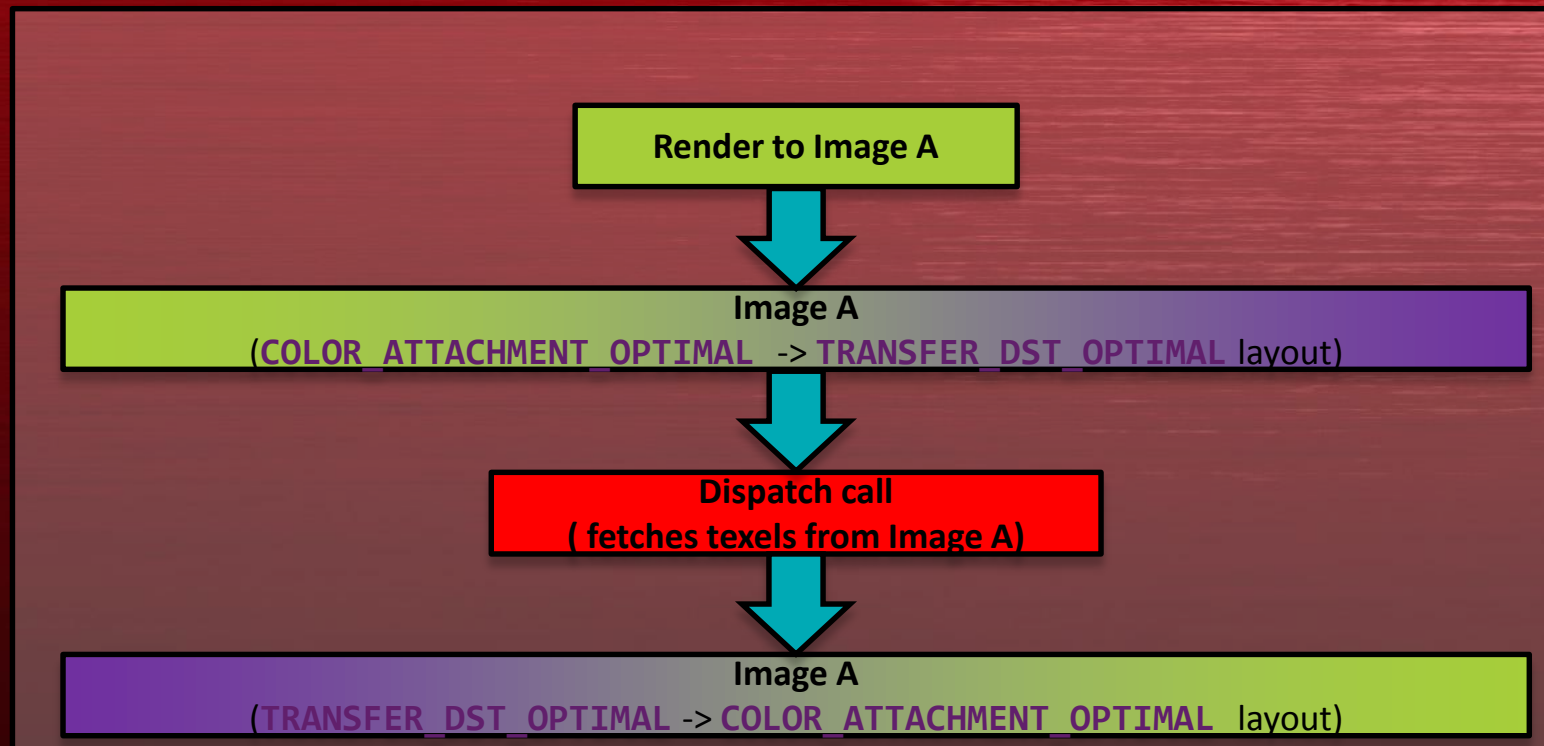 Render to Image A
Image A
(COLOR_ATTACHMENT_OPTIMAL -> TRANSFER_DST_OPTIMAL layout)
Dispatch call
( fetches texels from Image A)
Image A
(TRANSFER_DST_OPTIMAL -> COLOR_ATTACHMENT_OPTIMAL layout)